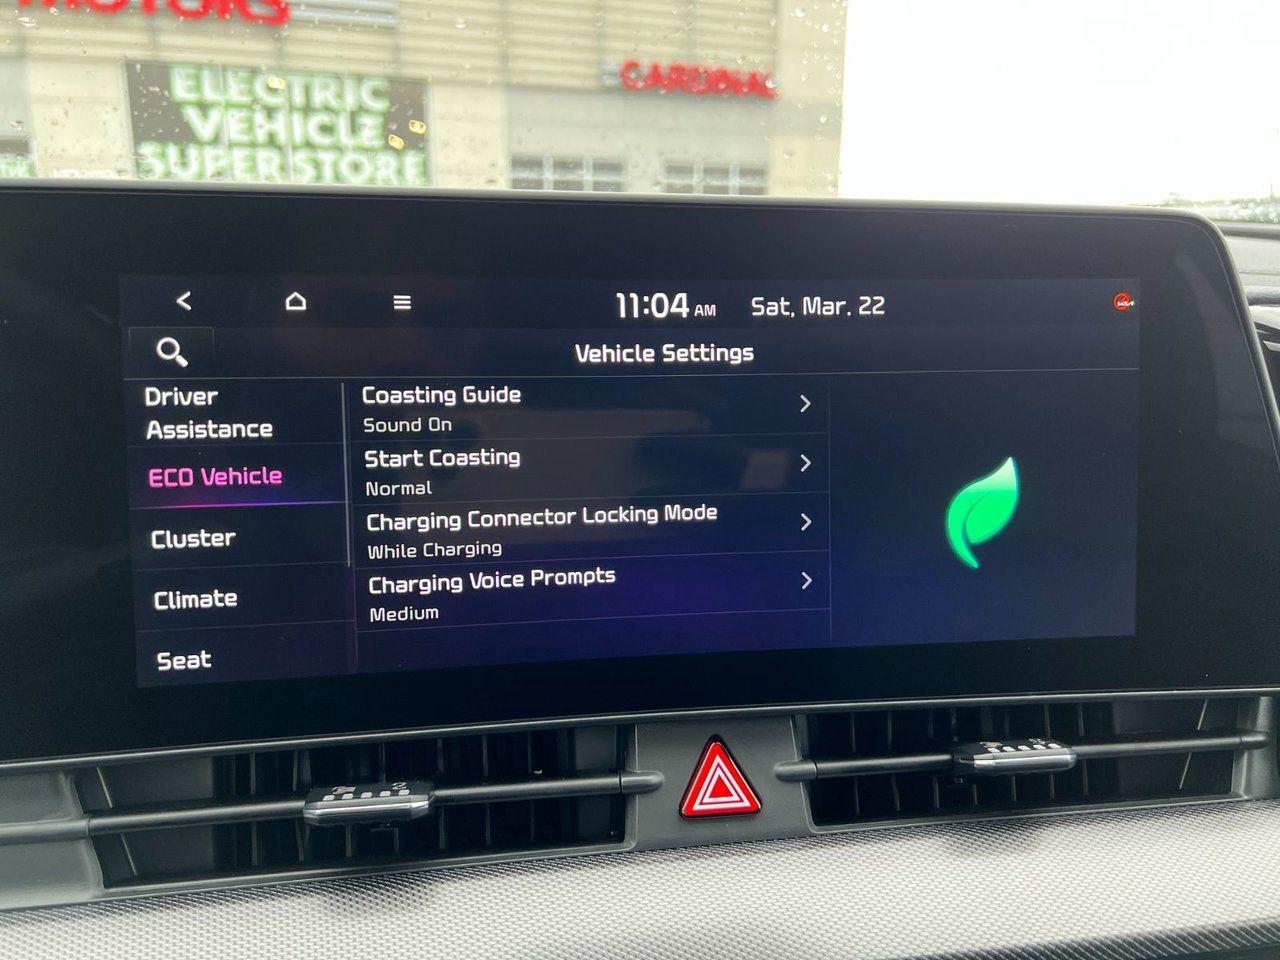 MOTORS
ELECTRIC
VEHICLE
SUPERSTORE
CARDINAL
11:04 AM Sat, Mar. 22
Vehicle Settings
Driver
Assistance
ECO Vehicle
Cluster
Climate
Seat
Coasting Guide
Sound On
Start Coasting
Normal
Charging Connector Locking Mode
While Charging
Charging Voice Prompts
Medium